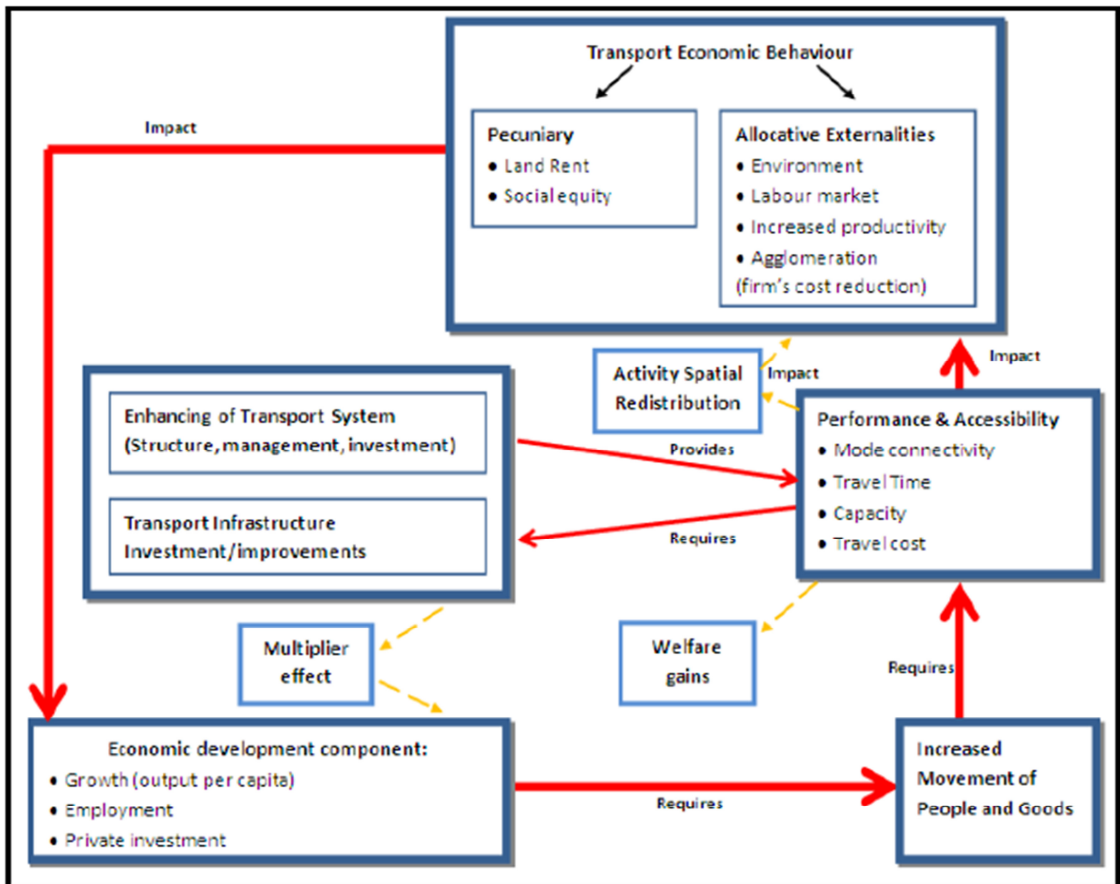 Transport Economic Behaviour
Impact
Pecuniary
• Land Rent
• Social equity
Allocative Externalities
• Environment
• Labour market
• Increased productivity
• Agglomeration
(firm's cost reduction)
Impact
Activity Spatial
Redistribution
Impact
Enhancing of Transport System
(Structure, management, investment)
Transport Infrastructure
Investment/improvements
Provides
Requires
Performance & Accessibility
• Mode connectivity
• Travel Time
• Capacity
• Travel cost
Multiplier
effect
Welfare
gains
Requires
Economic development component:
• Growth (output per capita)
• Employment
• Private investment
Requires
Increased
Movement of
People and Goods